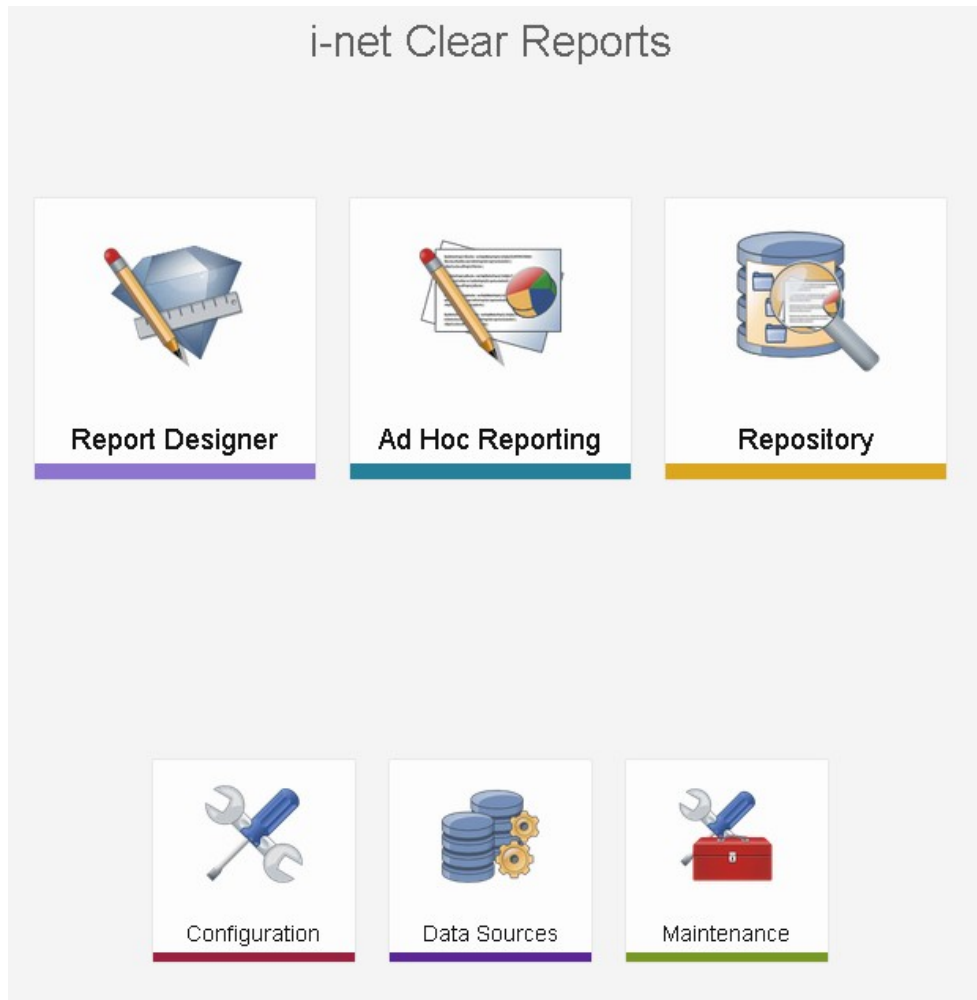 i-net Clear Reports
Report Designer
Ad Hoc Reporting
Repository
Configuration
Data Sources
Maintenance